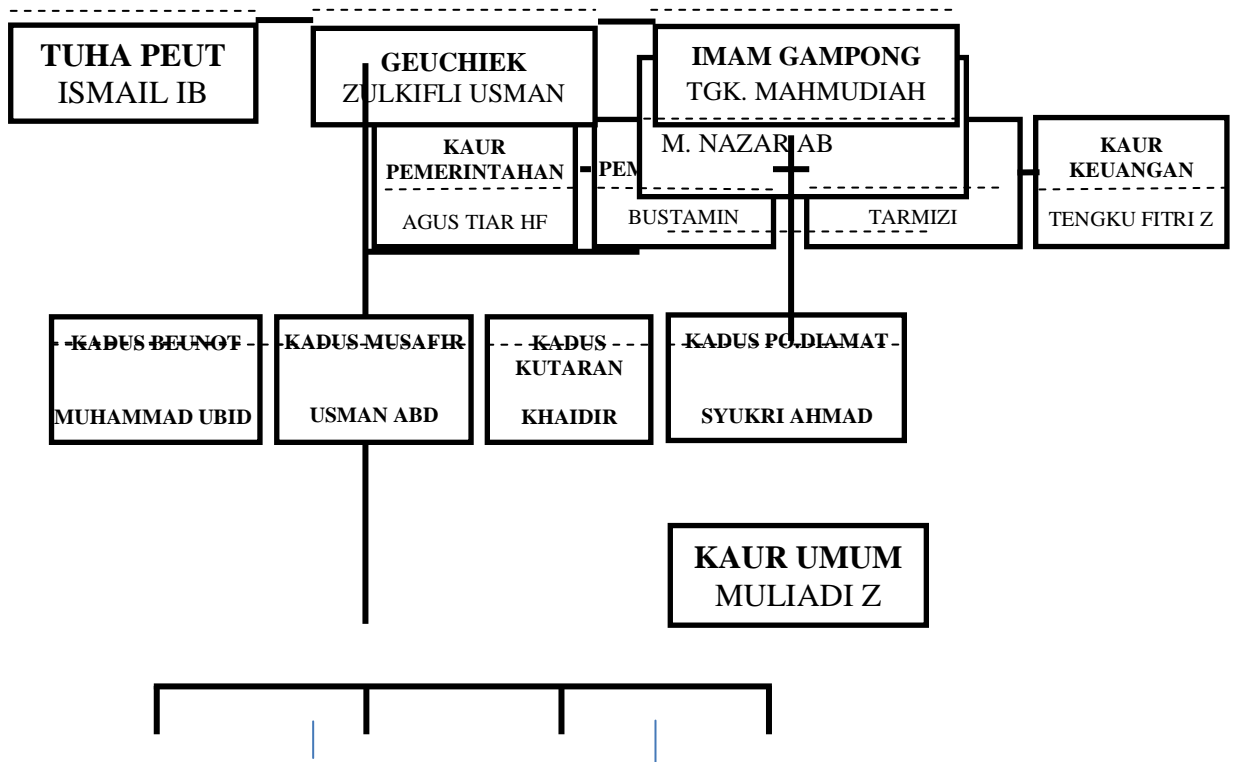 TUHA PEUT
ISMAIL IB
GEUCHIEK
ZULKIFLI USMAN
IMAM GAMPONG
TGK. MAHMUDIAH
M. NAZAR AB
KAUR
PEMERINTAHAN
AGUS TIAR HF
BUSTAMIN
TARMIZI
KAUR
KEUANGAN
TENGKU FITRI Z
KADUS BEUNOT
MUHAMMAD UBID
KADUS MUSAFIR
USMAN ABD
KADUS
KUTARAN
KHAIDIR
KADUS PO.DIAMAT
SYUKRI AHMAD
KAUR UMUM
MULIADI Z